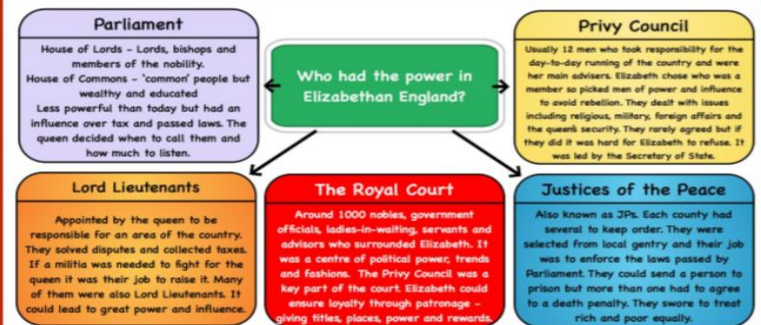 Parliament
House of Lords - Lords, bishops and
members of the nobility.
House of Commons - 'common' people but
wealthy and educated
Less powerful than today but had an
influence over tax and passed laws. The
queen decided when to call them and
how much to listen.
Who had the power in
Elizabethan England?
Privy Council
Usually 12 men who took responsibility for the
day-to-day running of the country and were
her main advisers. Elizabeth chose who was a
member so picked men of power and influence
to avoid rebellion. They dealt with issues
including religious, military, foreign affairs and
the queen's security. They rarely agreed but if
they did it was hard for Elizabeth to refuse. It
was led by the Secretary of State.
Lord Lieutenants
Appointed by the queen to be
responsible for an area of the country.
They solved disputes and collected taxes.
If a militia was needed to fight for the
queen it was their job to raise it. Many
of them were also Lord Lieutenants. It
could lead to great power and influence.
The Royal Court
Around 1000 nobles, government
officials, ladies-in-waiting, servants and
advisors who surrounded Elizabeth. It
was a centre of political power, trends
and fashions. The Privy Council was a
key part of the court. Elizabeth could
ensure loyalty through patronage -
giving titles, places, power and rewards.
Justices of the Peace
Also known as JPs. Each county had
several to keep order. They were
selected from local gentry and their job
was to enforce the laws passed by
Parliament. They could send a person to
prison but more than one had to agree
to a death penalty. They swore to treat
rich and poor equally.